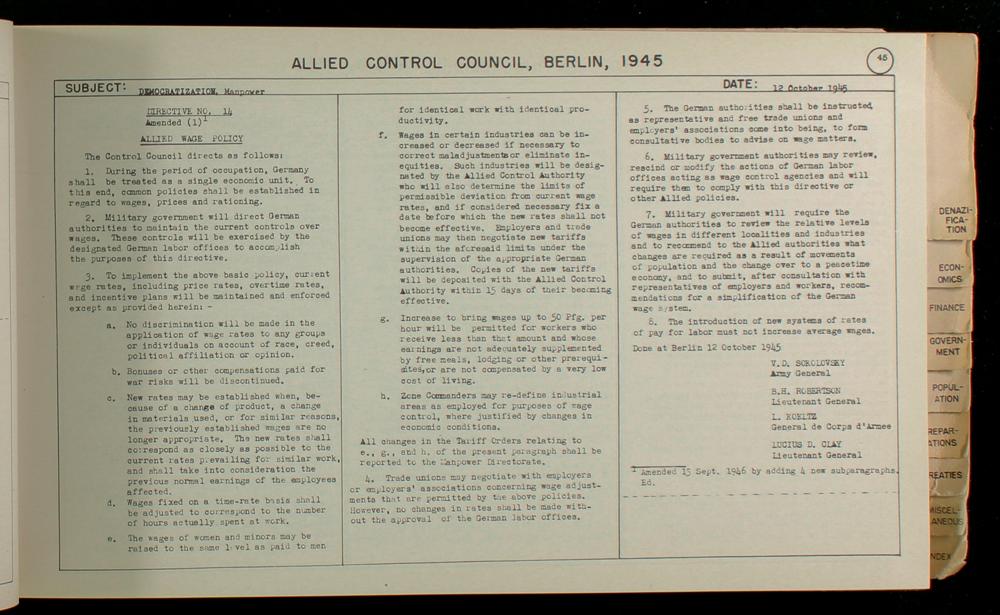 ALLIED CONTROL COUNCIL, BERLIN, 1945
45
SUBJECT: DEMOCRATIZATION, Manpower
DATE: 12 October 1945
DIRECTIVE NO. 14
Amended (1)1
ALLIED WAGE POLICY
The Control Council directs as follows:
1. During the period of occupation, Germany
shall be treated as a single economic unit. To
this end, common policies shall be established in
regard to wages, prices and rationing.
2. Military government will direct German
authorities to maintain the current controls over
wages. These controls will be exercised by the
designated German labor offices to accomplish
the purposes of this directive.
3. To implement the above basic policy, current
wage rates, including price rates, overtime rates,
and incentive plans will be maintained and enforced
except as provided herein: -
a. No discrimination will be made in the
application of wage rates to any groups
or individuals on account of race, creed,
political affiliation or opinion.
b. Bonuses or other compensations paid for
war risks will be discontinued.
c. New rates may be established when, be-
cause of a change of product, a change
in materials used, or for similar reasons,
the previously established wages are no
longer appropriate. The new rates shall
correspond as closely as possible to the
current rates prevailing for similar work,
and shall take into consideration the
previous normal earnings of the employees
affected.
d. Wages fixed on a time-rate basis shall
be adjusted to correspond to the number
of hours actually spent at work.
e. The wages of women and minors may be
raised to the same level as paid to men
for identical work with identical pro-
ductivity.
f. Wages in certain industries can be in-
creased or decreased if necessary to
correct maladjustments or eliminate in-
equities. Such industries will be desig-
nated by the Allied Control Authority
who will also determine the limits of
permissible deviation from current wage
rates, and if considered necessary fix a
date before which the new rates shall not
become effective. Employers and trade
unions may then negotiate new tariffs
within the aforesaid limits under the
supervision of the appropriate German
authorities. Copies of the new tariffs
will be deposited with the Allied Control
Authority within 15 days of their becoming
effective.
g. Increase to bring wages up to 50 Pfg. per
hour will be permitted for workers who
receive less than that amount and whose
earnings are not adequately supplemented
by free meals, lodging or other prerequi-
sites, or are not compensated by a very low
cost of living.
h. Zone Commanders may re-define industrial
areas as employed for purposes of wage
control, where justified by changes in
economic conditions.
All changes in the Tariff Orders relating to
e., g., and h. of the present paragraph shall be
reported to the Manpower Directorate.
4. Trade unions may negotiate with employers
or employers' associations concerning wage adjust-
ments that are permitted by the above policies.
However, no changes in rates shall be made with-
out the approval of the German labor offices.
5. The German authorities shall be instructed,
as representative and free trade unions and
employers' associations come into being, to form
consultative bodies to advise on wage matters.
6. Military government authorities may review,
rescind or modify the actions of German labor
offices acting as wage control agencies and will
require them to comply with this directive or
other Allied policies.
7. Military government will require the
German authorities to review the relative levels
of wages in different localities and industries
and to recommend to the Allied authorities what
changes are required as a result of movements
of population and the change over to a peacetime
economy, and to submit, after consultation with
representatives of employers and workers, recom-
mendations for a simplification of the German
wage system.
8. The introduction of new systems of rates
of pay for labor must not increase average wages.
Done at Berlin 12 October 1945
V.D. SOKOLOVSKY
Army General
B.H. ROBERTSON
Lieutenant General
L. KOELTZ
General de Corps d'Armee
LUCIUS D. CLAY
Lieutenant General
1 Amended 13 Sept. 1946 by adding 4 new subparagraphs.
Ed.
DENAZI-
FICA-
TION
ECON-
OMICS
FINANCE
GOVERN-
MENT
POPUL-
ATION
REPAR-
ATIONS
REATIES
MISCEL-
ANEOUS
NDEX